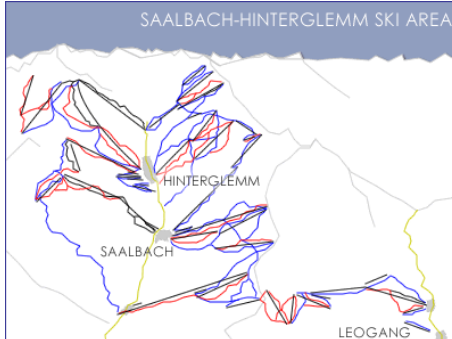 SAALBACH-HINTERGLEMM SKI AREA
HINTERGLEMM
SAALBACH
LEOGANG